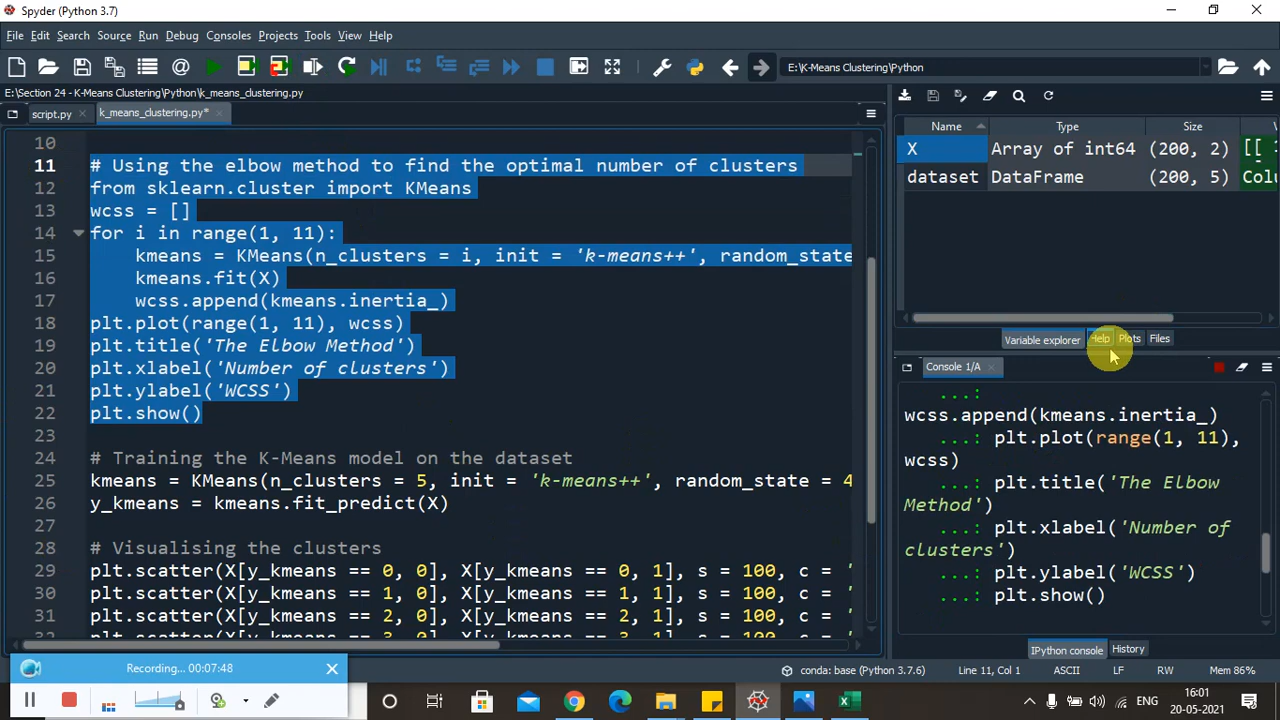 Spyder (Python 3.7)
File Edit Search Source Run Debug Consoles Projects Tools View Help
E:\K-Means Clustering\Python
E:\Section 24 - K-Means Clustering\Python\k_means_clustering.py
script.py k_means_clustering.py*
10
11 # Using the elbow method to find the optimal number of clusters
12 from sklearn.cluster import KMeans
13 wcss = []
14 for i in range(1, 11):
15 kmeans = KMeans(n_clusters = i, init = 'k-means++', random_state
16 kmeans.fit(X)
17 wcss.append(kmeans.inertia_)
18 plt.plot(range(1, 11), wcss)
19 plt.title('The Elbow Method')
20 plt.xlabel('Number of clusters')
21 plt.ylabel('WCSS')
22 plt.show()
23
24 # Training the K-Means model on the dataset
25 kmeans = KMeans(n_clusters = 5, init = 'k-means++', random_state = 4
26 y_kmeans = kmeans.fit_predict(X)
27
28 # Visualising the clusters
29 plt.scatter(X[y_kmeans == 0, 0], X[y_kmeans == 0, 1], s = 100, c = '
30 plt.scatter(X[y_kmeans == 1, 0], X[y_kmeans == 1, 1], s = 100, c = '
31 plt.scatter(X[y_kmeans == 2, 0], X[y_kmeans == 2, 1], s = 100, c = '
32 plt.scatter(X[y_kmeans == 3, 0], X[y_kmeans == 3, 1], s = 100, c = '
Name Type Size
X Array of int64 (200, 2) [[
dataset DataFrame (200, 5) Colu
Variable explorer Help Plots Files
Console 1/A
...:
wcss.append(kmeans.inertia_)
...: plt.plot(range(1, 11),
wcss)
...: plt.title('The Elbow
Method')
...: plt.xlabel('Number of
clusters')
...: plt.ylabel('WCSS')
...: plt.show()
IPython console History
conda: base (Python 3.7.6) Line 11, Col 1 ASCII LF RW Mem 86%
Recording... 00:07:48
ENG
16:01
20-05-2021